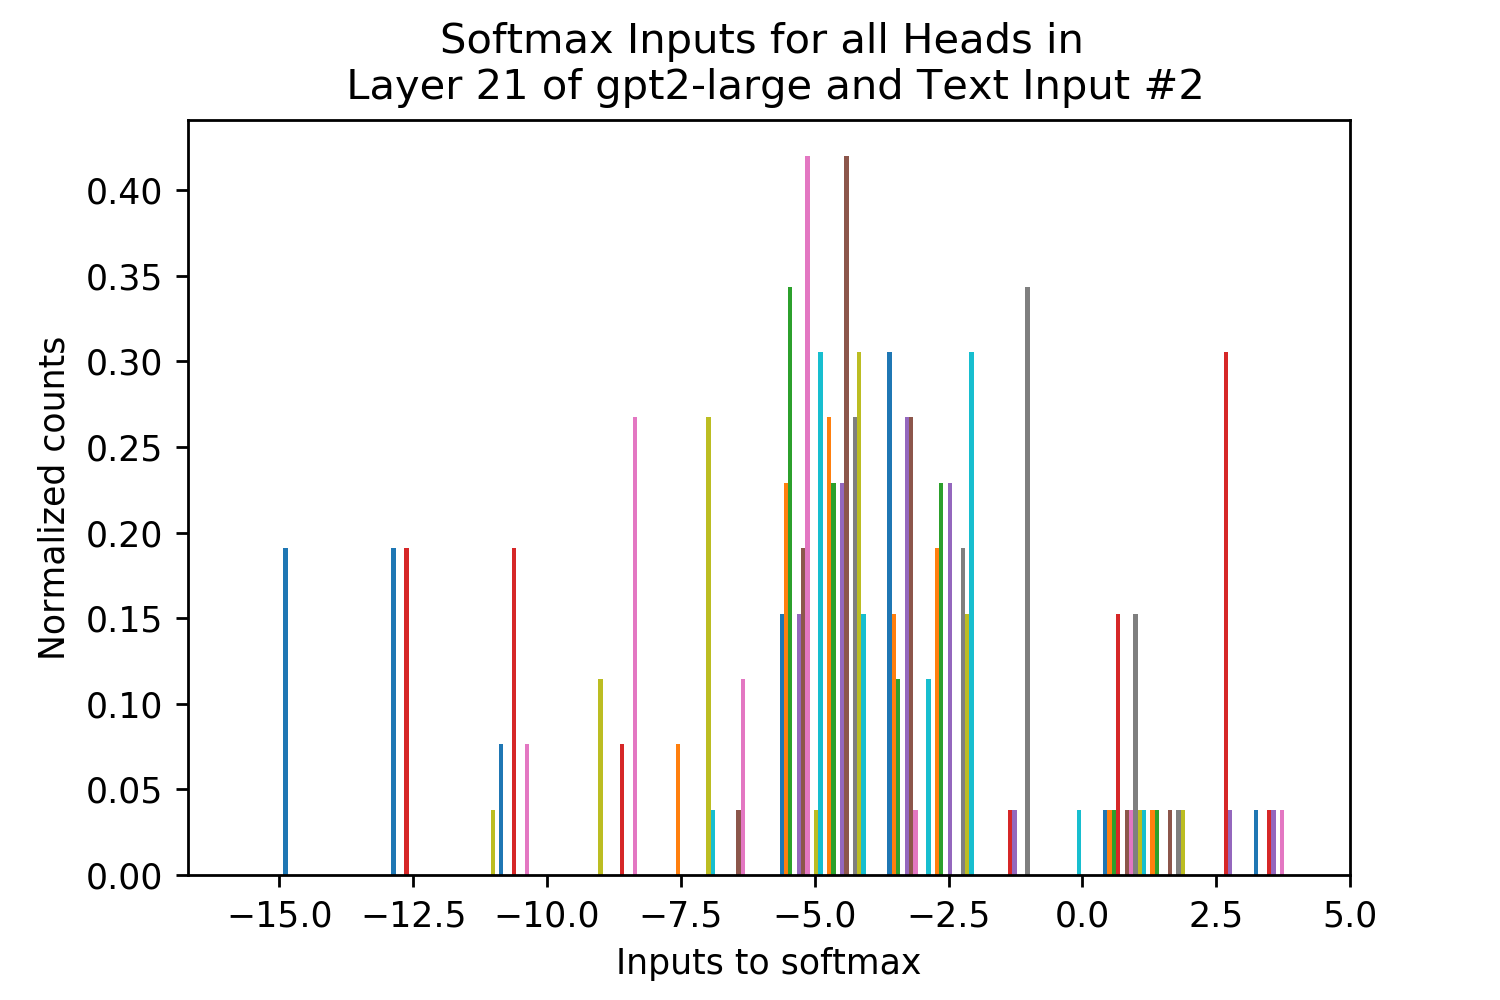 Softmax Inputs for all Heads in
Layer 21 of gpt2-large and Text Input #2
Normalized counts
0.40
0.35
0.30
0.25
0.20
0.15
0.10
0.05
0.00
−15.0 −12.5 −10.0 −7.5 −5.0 −2.5 0.0 2.5 5.0
Inputs to softmax